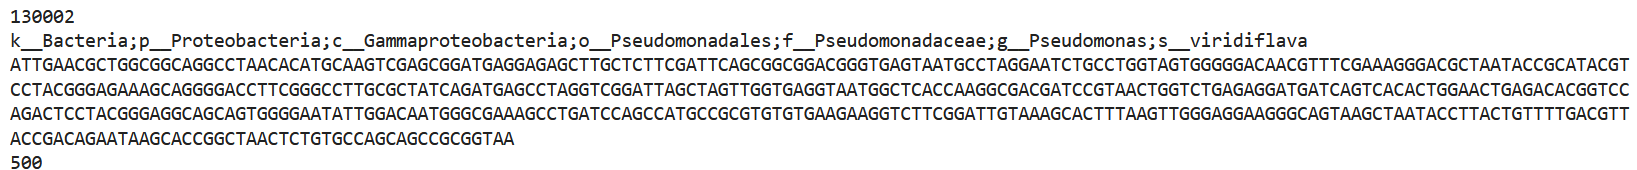 130002
k__Bacteria;p__Proteobacteria;c__Gammaproteobacteria;o__Pseudomonadales;f__Pseudomonadaceae;g__Pseudomonas;s__viridiflava
ATTGAACGCTGGCGGCAGGCCTAACACATGCAAGTCGAGCGGATGAGGAGAGCTTGCTCTTCGATTCAGCGGCGGACGGGTGAGTAATGCCTAGGAATCTGCCTGGTAGTGGGGGACAACGTTTCGAAAGGGACGCTAATACCGCATACGT
CCTACGGGAGAAAGCAGGGGACCTTCGGGCCTTGCGCTATCAGATGAGCCTAGGTCGGATTAGCTAGTTGGTGAGGTAATGGCTCACCAAGGCGACGATCCGTAACTGGTCTGAGAGGATGATCAGTCACACTGGAACTGAGACACGGTCC
AGACTCCTACGGGAGGCAGCAGTGGGGAATATTGGACAATGGGCGAAAGCCTGATCCAGCCATGCCGCGTGTGTGAAGAAGGTCTTCGGATTGTAAAGCACTTTAAGTTGGGAGGAAGGGCAGTAAGCTAATACCTTACTGTTTTGACGTT
ACCGACAGAATAAGCACCGGCTAACTCTGTGCCAGCAGCCGCGGTAA
500